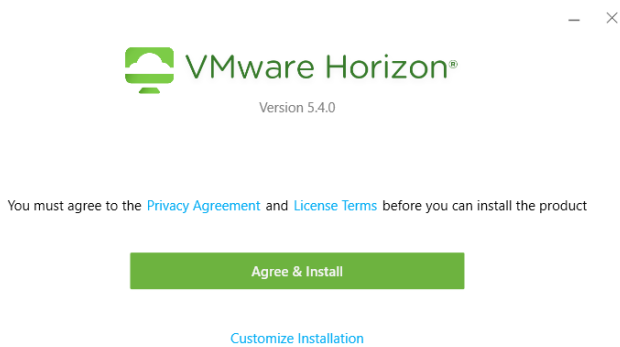 VMware Horizon®
Version 5.4.0
You must agree to the Privacy Agreement and License Terms before you can install the product
Agree & Install
Customize Installation